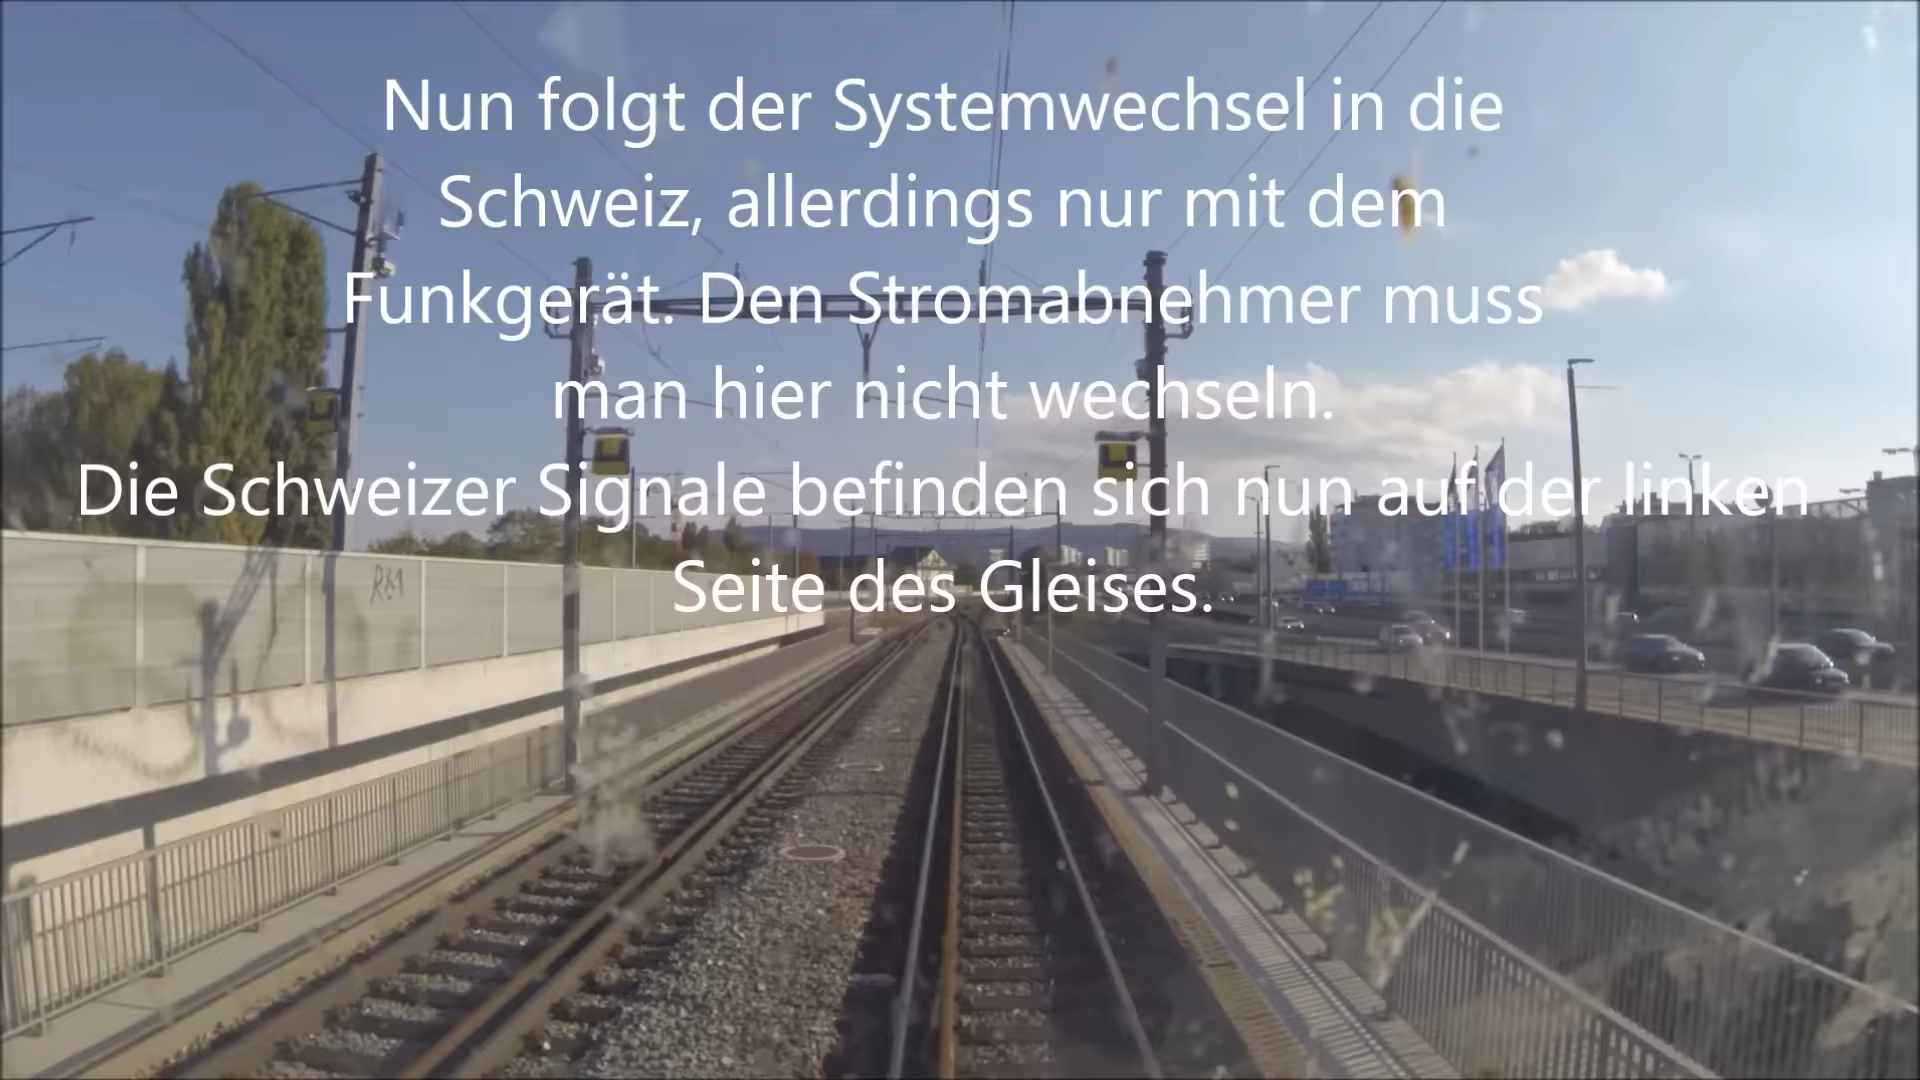 Nun folgt der Systemwechsel in die
Schweiz, allerdings nur mit dem
Funkgerät. Den Stromabnehmer muss
man hier nicht wechseln.
Die Schweizer Signale befinden sich nun auf der linken
Seite des Gleises.